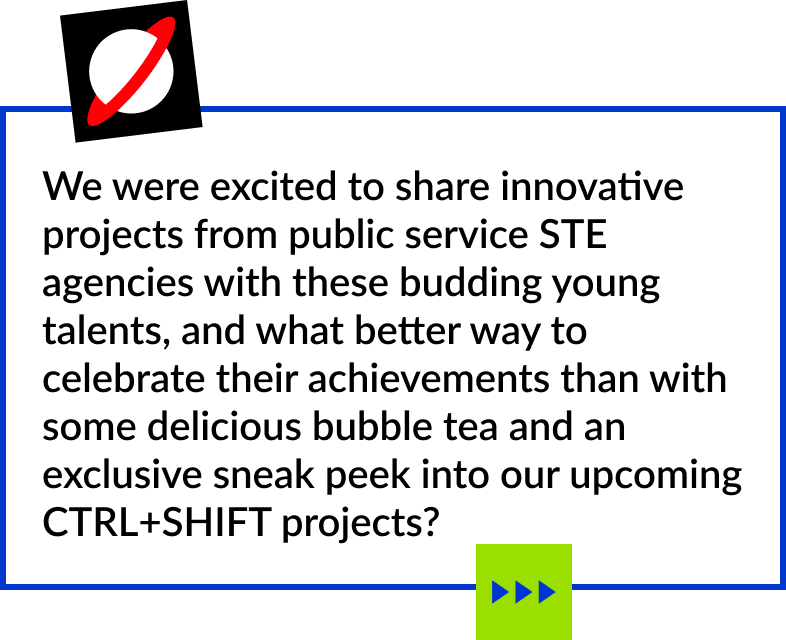 We were excited to share innovative
projects from public service STE
agencies with these budding young
talents, and what better way to
celebrate their achievements than with
some delicious bubble tea and an
exclusive sneak peek into our upcoming
CTRL+SHIFT projects?